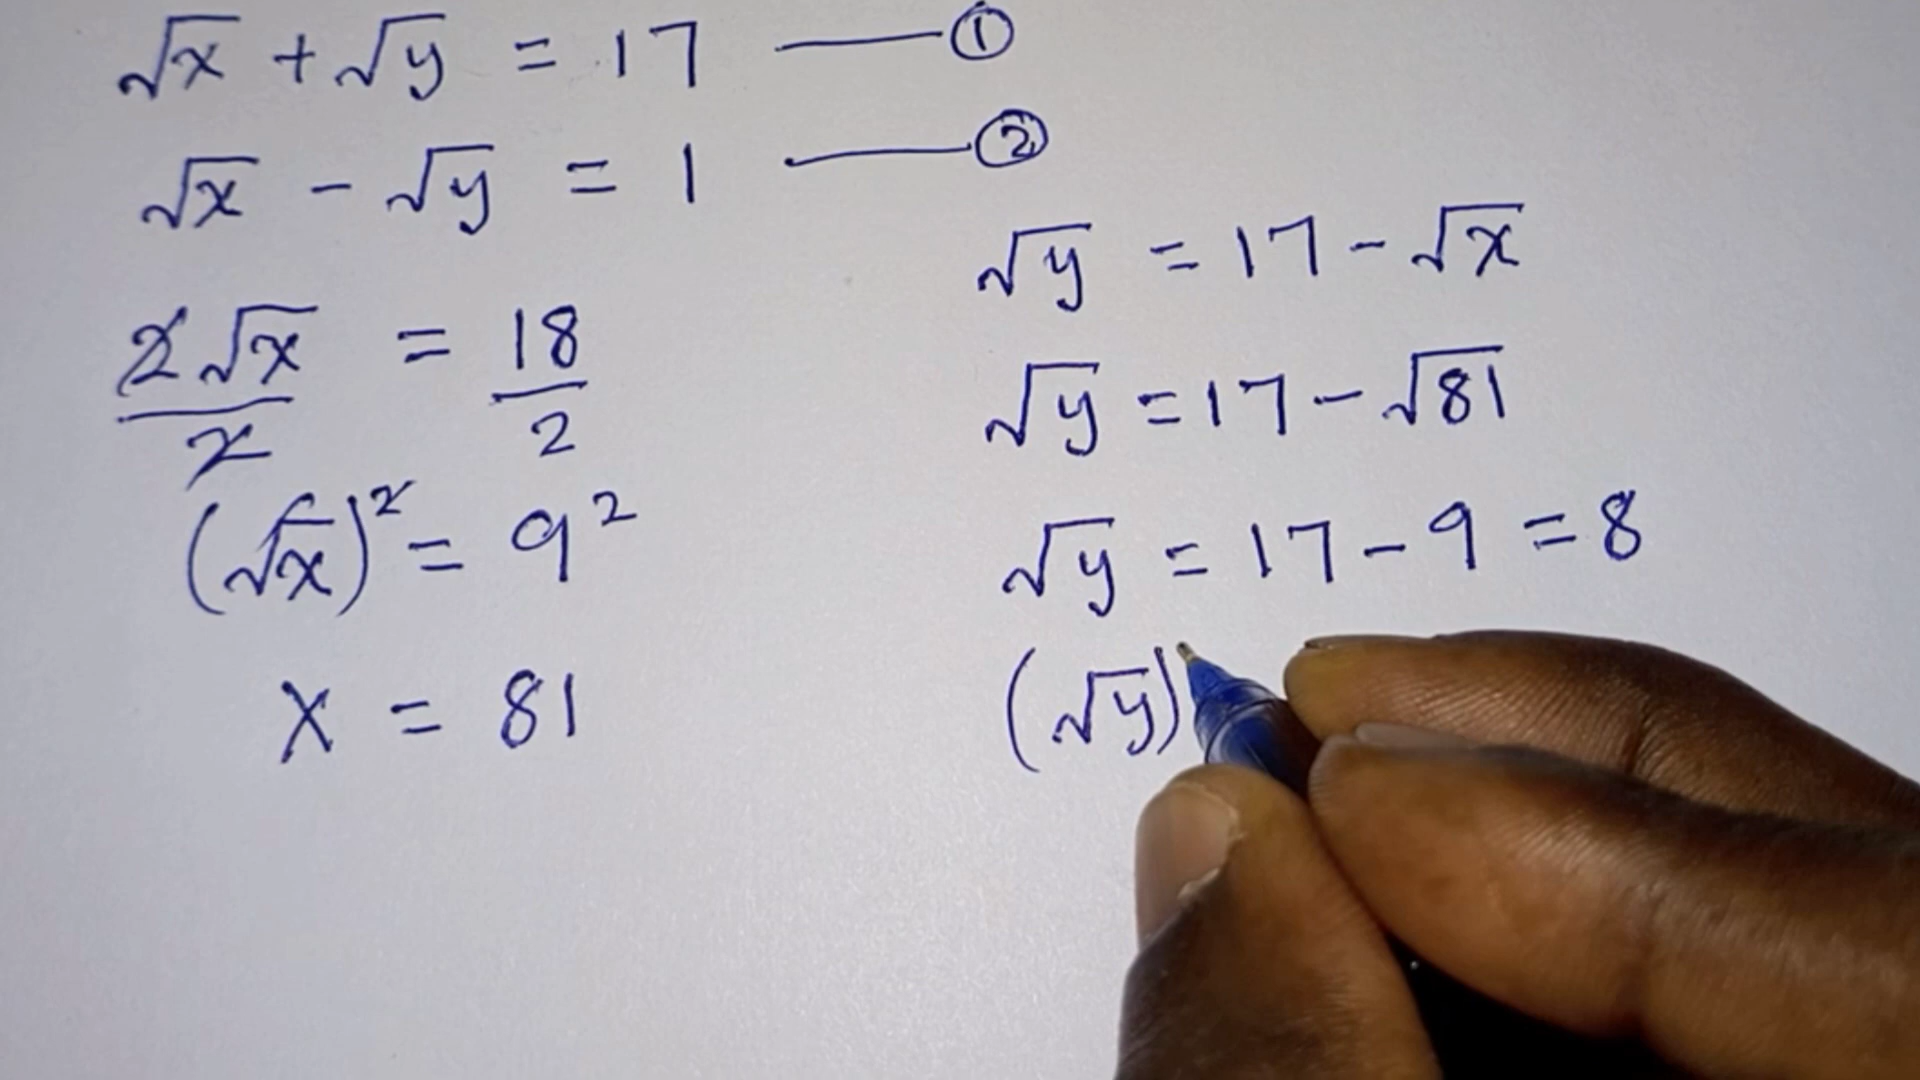 √x + √y = 17 —— ①
√x - √y = 1 —— ②
2√x/2 = 18/2
(√x)² = 9²
x = 81
√y = 17 - √x
√y = 17 - √81
√y = 17 - 9 = 8
(√y)